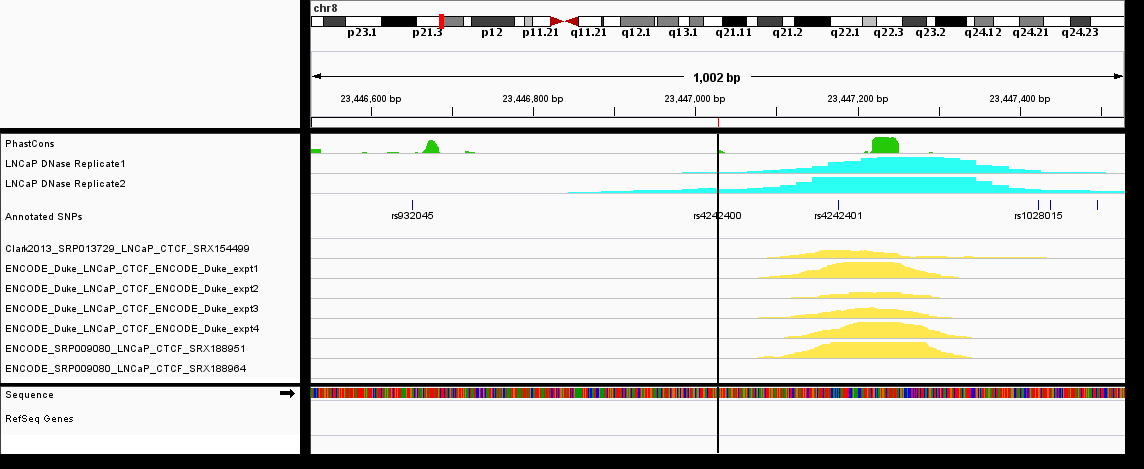 chr8
p23.1 p21.3 p12 p11.21 q11.21 q12.1 q13.1 q21.11 q21.2 q22.1 q22.3 q23.2 q24.12 q24.21 q24.23
1,002 bp
23,446,600 bp 23,446,800 bp 23,447,000 bp 23,447,200 bp 23,447,400 bp
PhastCons
LNCaP DNase Replicate1
LNCaP DNase Replicate2
Annotated SNPs rs932045 rs4242400 rs4242401 rs1028015
Clark2013_SRP013729_LNCaP_CTCF_SRX154499
ENCODE_Duke_LNCaP_CTCF_ENCODE_Duke_expt1
ENCODE_Duke_LNCaP_CTCF_ENCODE_Duke_expt2
ENCODE_Duke_LNCaP_CTCF_ENCODE_Duke_expt3
ENCODE_Duke_LNCaP_CTCF_ENCODE_Duke_expt4
ENCODE_SRP009080_LNCaP_CTCF_SRX188951
ENCODE_SRP009080_LNCaP_CTCF_SRX188964
Sequence
RefSeq Genes